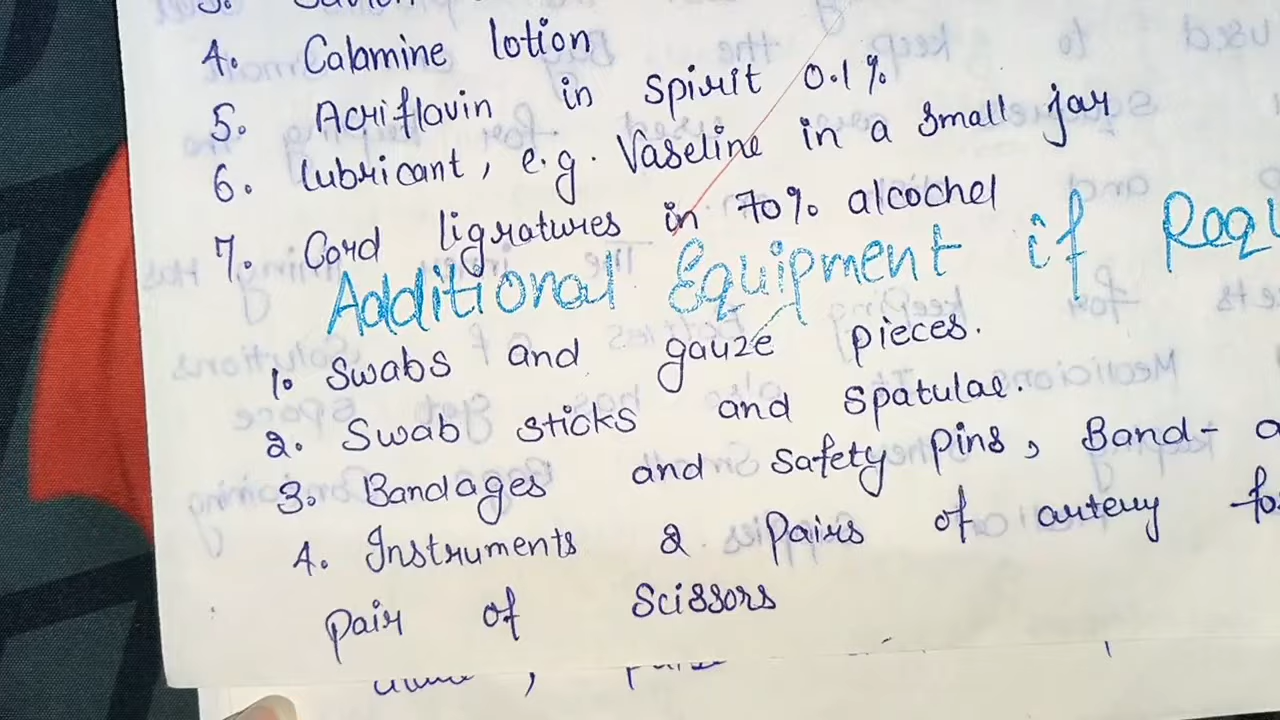 4. Calamine lotion
5. Acriflavin in spirit 0.1%
6. Lubricant, e.g. Vaseline in a small jar
7. Cord ligratures in 70% alcochel
Additional Equipment if Requ
1. Swabs and gauze pieces.
2. Swab sticks and spatulae.
3. Bandages and safety pins, Band- a
4. Instruments 2 Pairs of artery fo
pair of Scissors